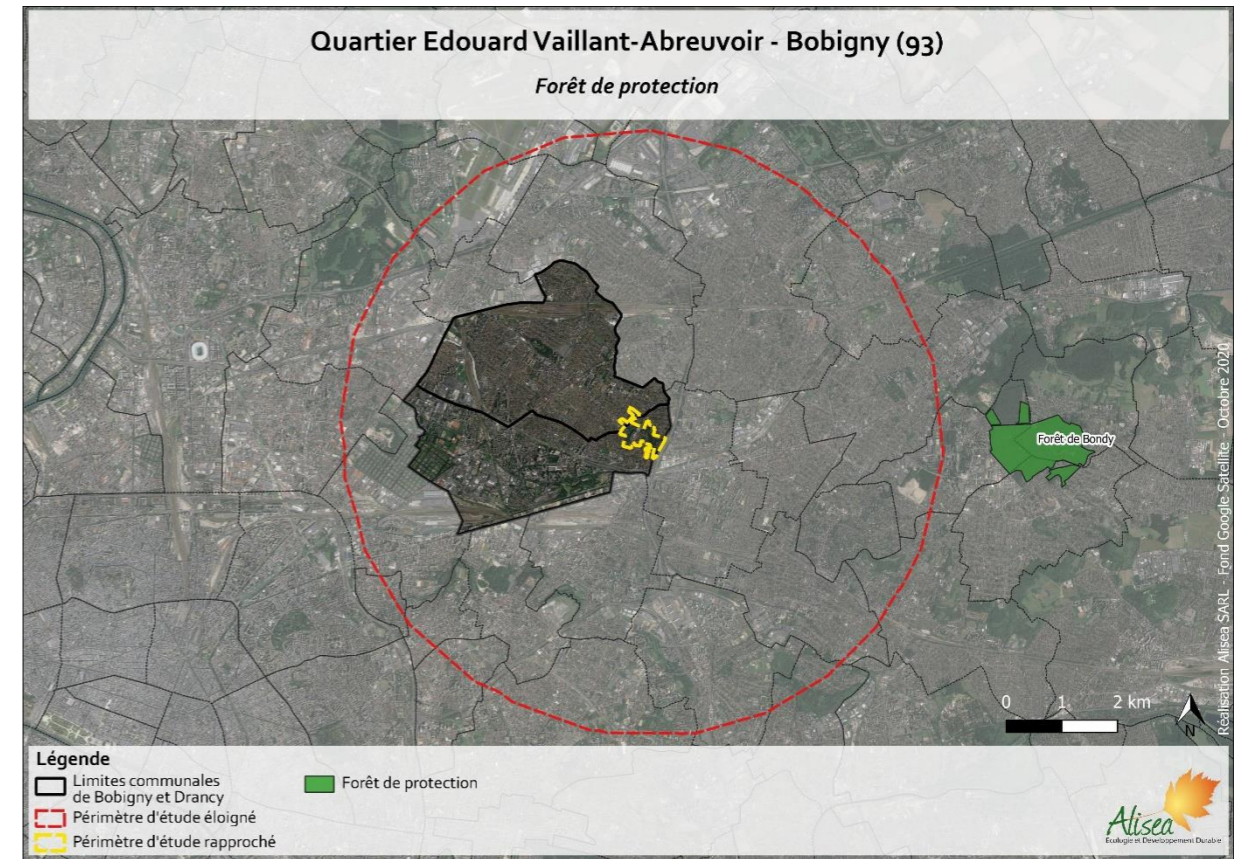 Quartier Edouard Vaillant-Abreuvoir - Bobigny (93)
Forêt de protection
Forêt de Bondy
Réalisation Alisea SARL - Fond Google Satellite - Octobre 2020
0 1 2 km
N
Légende
Limites communales
de Bobigny et Drancy
Périmètre d'étude éloigné
Périmètre d'étude rapproché
Forêt de protection
Alisea
Ecologie et Développement Durable